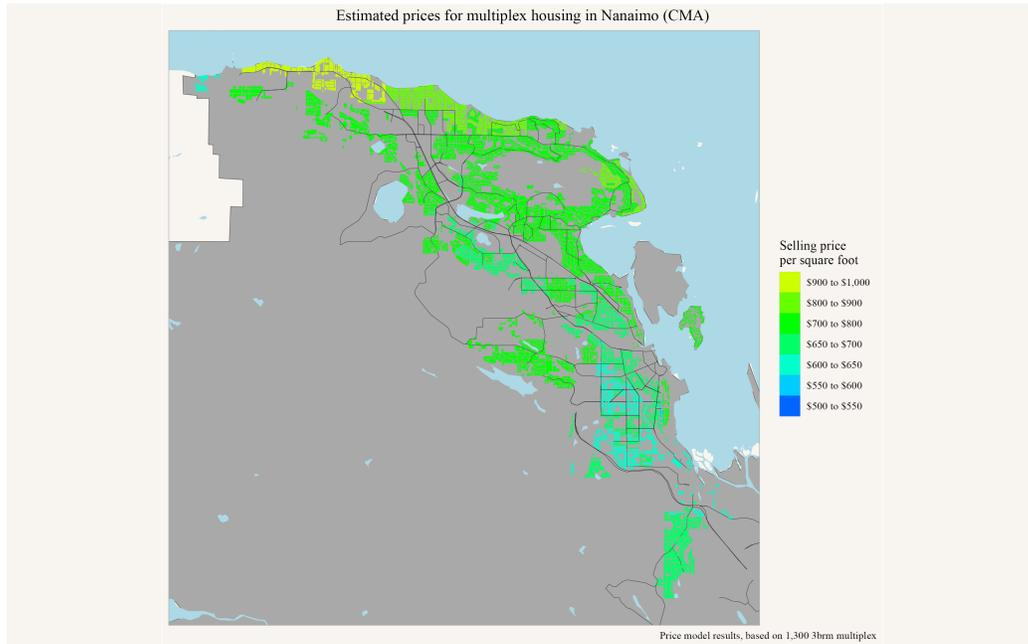 Estimated prices for multiplex housing in Nanaimo (CMA)
Selling price
per square foot
$900 to $1,000
$800 to $900
$700 to $800
$650 to $700
$600 to $650
$550 to $600
$500 to $550
Price model results, based on 1,300 3brm multiplex